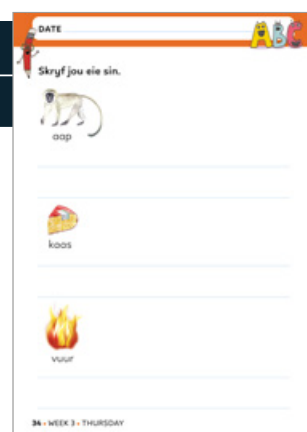 DATE
ABC
Skryf jou eie sin.
aap
kaas
vuur
34 • WEEK 3 • THURSDAY